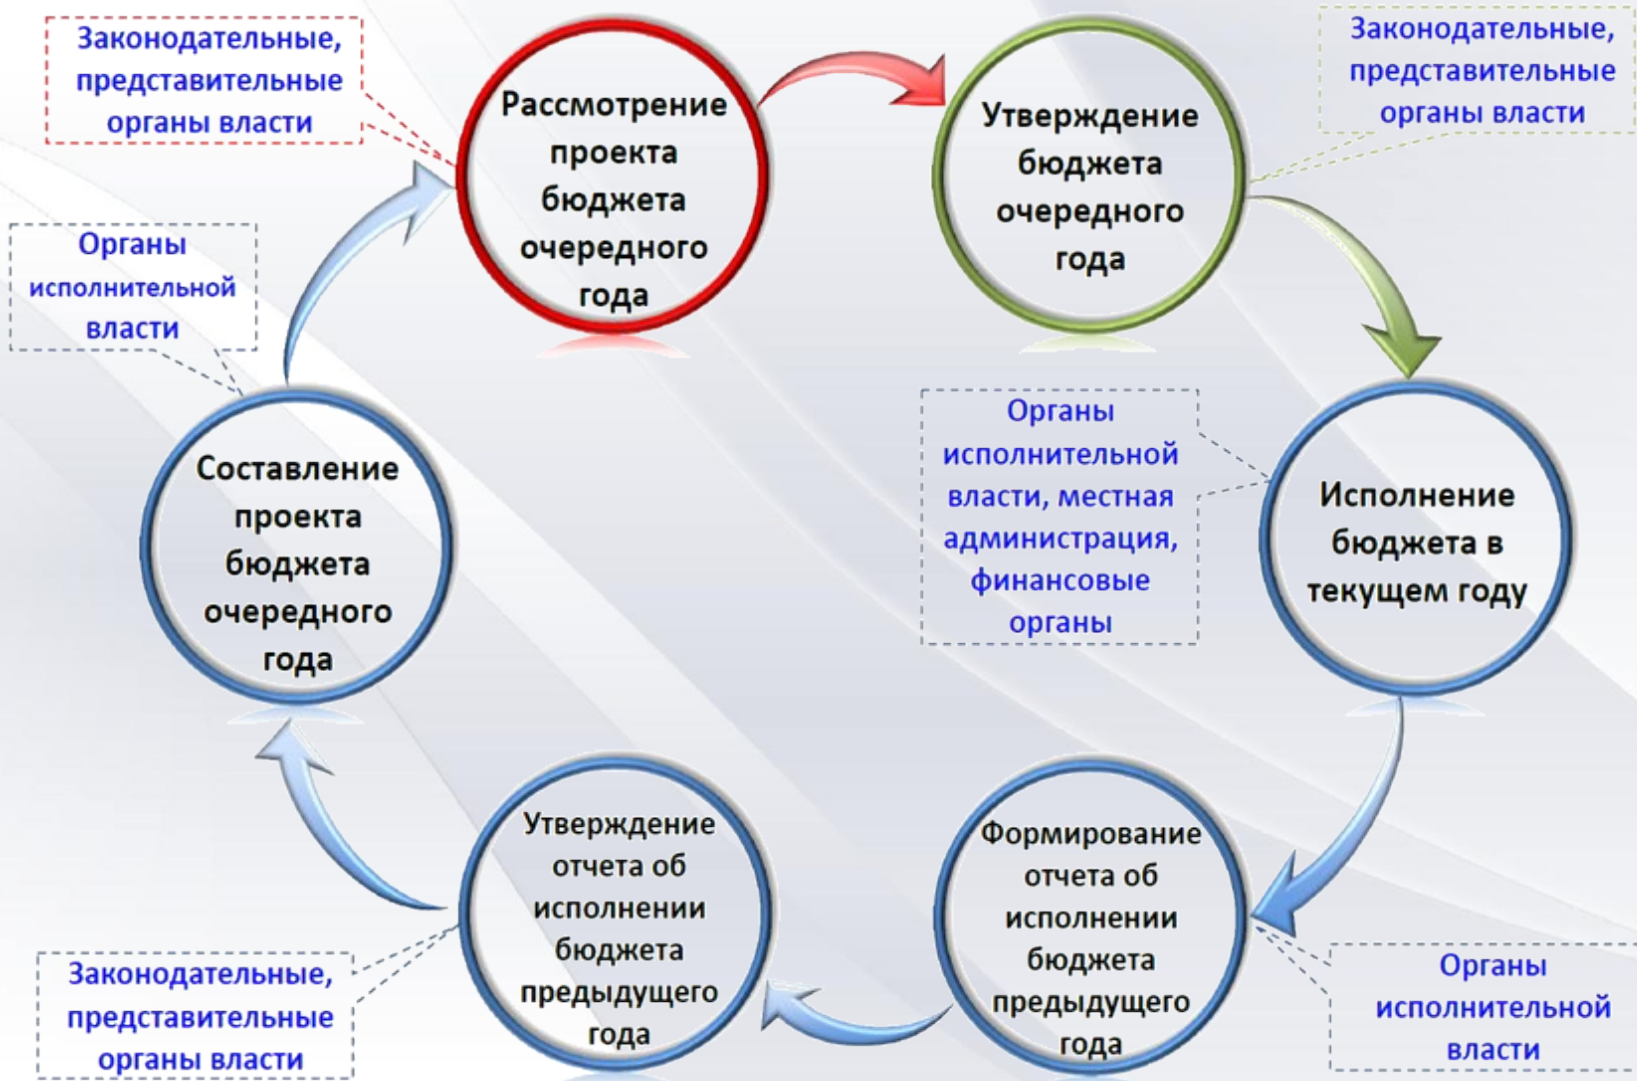 Законодательные,
представительные
органы власти
Рассмотрение
проекта
бюджета
очередного
года
Утверждение
бюджета
очередного
года
Законодательные,
представительные
органы власти
Органы
исполнительной
власти
Составление
проекта
бюджета
очередного
года
Органы
исполнительной
власти, местная
администрация,
финансовые
органы
Исполнение
бюджета в
текущем году
Утверждение
отчета об
исполнении
бюджета
предыдущего
года
Формирование
отчета об
исполнении
бюджета
предыдущего
года
Законодательные,
представительные
органы власти
Органы
исполнительной
власти